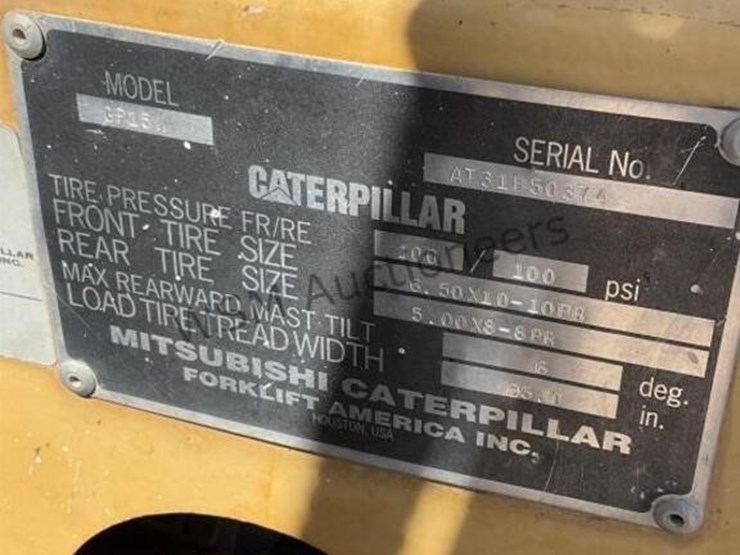 MODEL
SERIAL No.
CATERPILLAR
TIRE PRESSURE FR/RE 100 / 100 psi
FRONT TIRE SIZE 6.50X10-10PR
REAR TIRE SIZE 5.00X8-8PR
MAX REARWARD MAST TILT 6 deg.
LOAD TIRE TREAD WIDTH in.
MITSUBISHI CATERPILLAR
FORKLIFT AMERICA INC.
HOUSTON, USA
Auctioneers